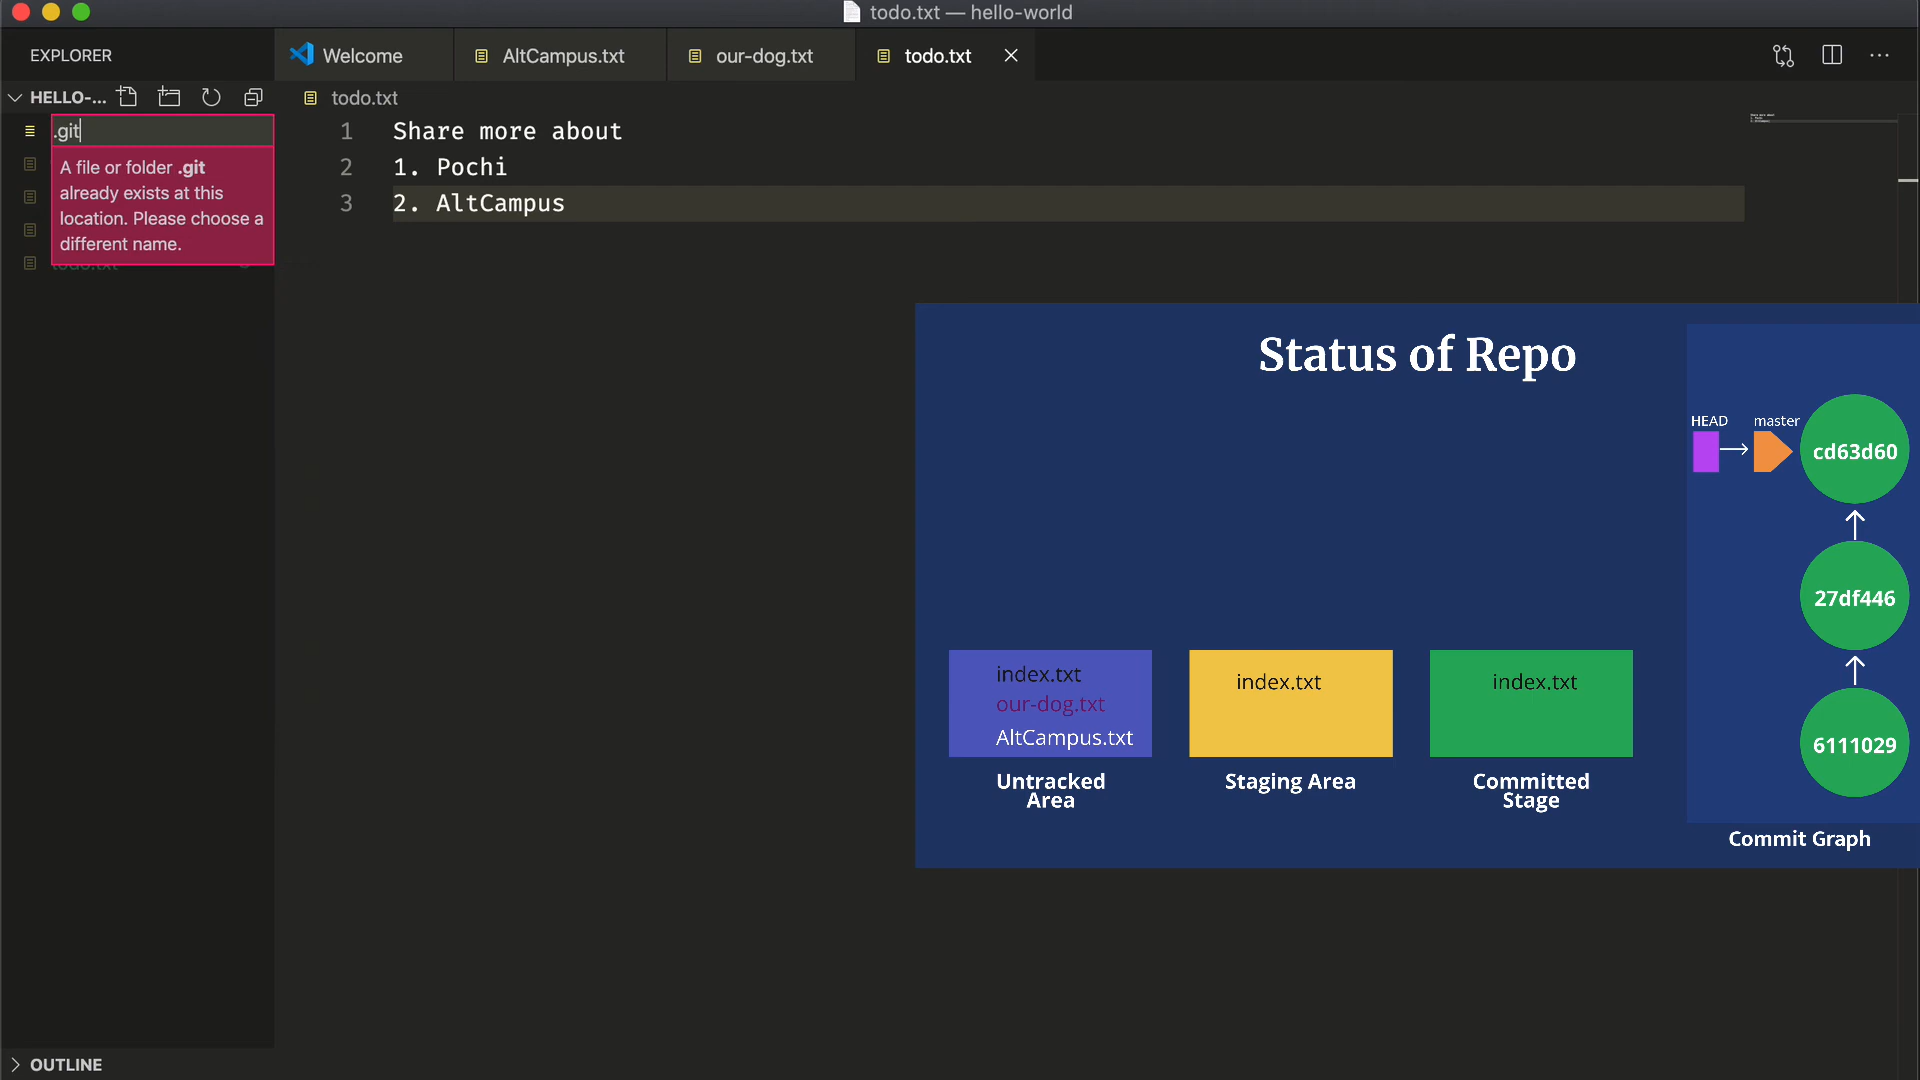 todo.txt — hello-world
EXPLORER
Welcome
AltCampus.txt
our-dog.txt
todo.txt
HELLO-...
todo.txt
.git
A file or folder .git
already exists at this
location. Please choose a
different name.
todo.txt
1 Share more about
2 1. Pochi
3 2. AltCampus
Status of Repo
HEAD
master
cd63d60
27df446
6111029
index.txt
our-dog.txt
AltCampus.txt
Untracked
Area
index.txt
Staging Area
index.txt
Committed
Stage
Commit Graph
OUTLINE